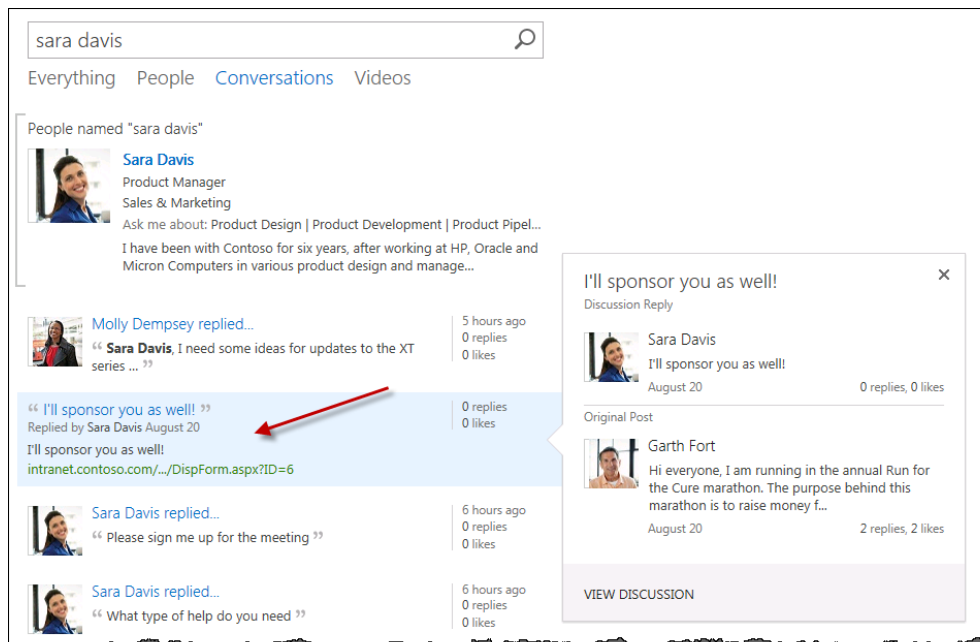 sara davis
Everything People Conversations Videos
People named "sara davis"
Sara Davis
Product Manager
Sales & Marketing
Ask me about: Product Design | Product Development | Product Pipel...
I have been with Contoso for six years, after working at HP, Oracle and
Micron Computers in various product design and manage...
Molly Dempsey replied...
“ Sara Davis, I need some ideas for updates to the XT
series ... ”
5 hours ago
0 replies
0 likes
“ I'll sponsor you as well! ”
Replied by Sara Davis August 20
I'll sponsor you as well!
intranet.contoso.com/.../DispForm.aspx?ID=6
0 replies
0 likes
Sara Davis replied...
“ Please sign me up for the meeting ”
6 hours ago
0 replies
0 likes
Sara Davis replied...
“ What type of help do you need ”
6 hours ago
0 replies
0 likes
I'll sponsor you as well!
Discussion Reply
Sara Davis
I'll sponsor you as well!
August 20 0 replies, 0 likes
Original Post
Garth Fort
Hi everyone, I am running in the annual Run for
the Cure marathon. The purpose behind this
marathon is to raise money f...
August 20 2 replies, 2 likes
VIEW DISCUSSION